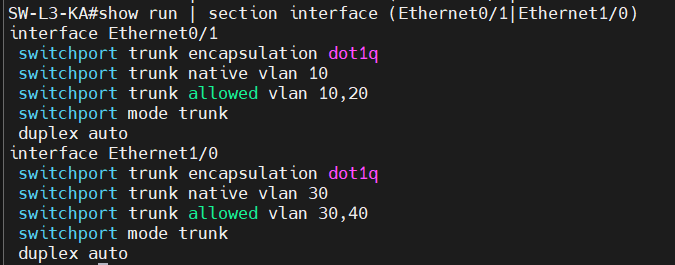 SW-L3-KA#show run | section interface (Ethernet0/1|Ethernet1/0)
interface Ethernet0/1
 switchport trunk encapsulation dot1q
 switchport trunk native vlan 10
 switchport trunk allowed vlan 10,20
 switchport mode trunk
 duplex auto
interface Ethernet1/0
 switchport trunk encapsulation dot1q
 switchport trunk native vlan 30
 switchport trunk allowed vlan 30,40
 switchport mode trunk
 duplex auto